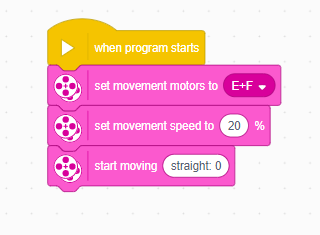 when program starts
set movement motors to E+F
set movement speed to 20 %
start moving straight: 0